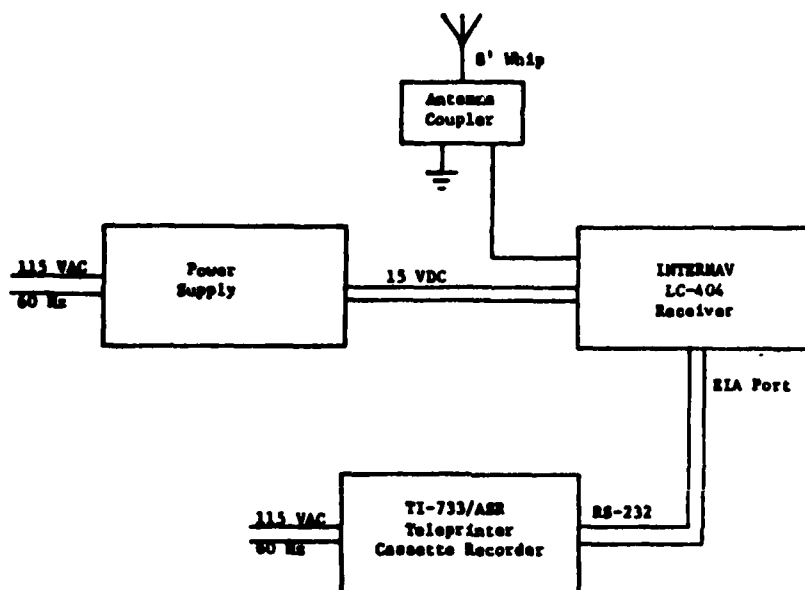 8' Whip
Antenna
Coupler
115 VAC
60 Hz
Power
Supply
15 VDC
INTERNAV
LC-404
Receiver
EIA Port
115 VAC
60 Hz
TI-733/ASR
Teleprinter
Cassette Recorder
RS-232